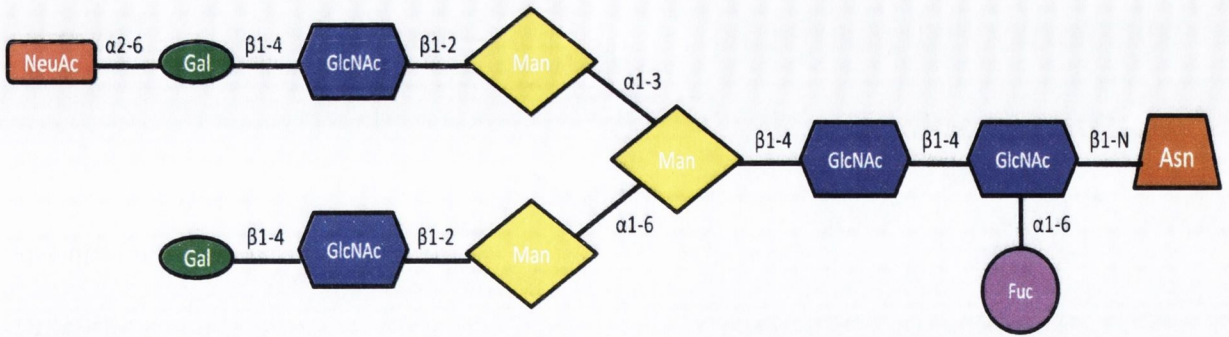 NeuAc α2-6 Gal β1-4 GlcNAc β1-2 Man
α1-3
Man β1-4 GlcNAc β1-4 GlcNAc β1-N Asn
α1-6
Gal β1-4 GlcNAc β1-2 Man
α1-6
Fuc